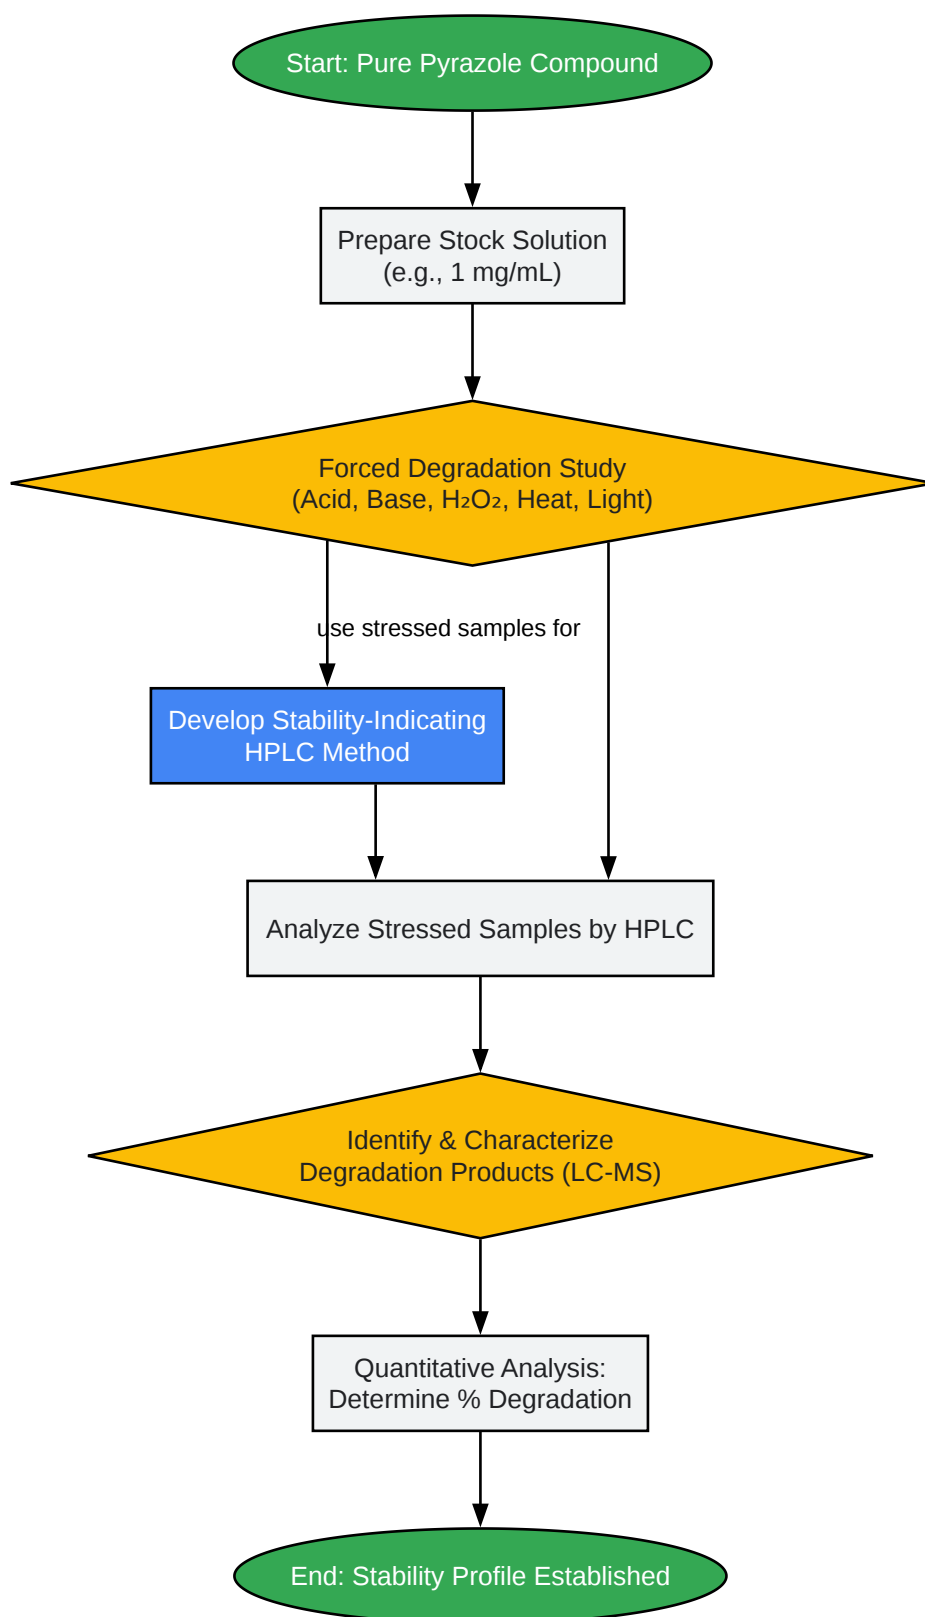 Start: Pure Pyrazole Compound
Prepare Stock Solution
(e.g., 1 mg/mL)
Forced Degradation Study
(Acid, Base, H₂O₂, Heat, Light)
use stressed samples for
Develop Stability-Indicating
HPLC Method
Analyze Stressed Samples by HPLC
Identify & Characterize
Degradation Products (LC-MS)
Quantitative Analysis:
Determine % Degradation
End: Stability Profile Established